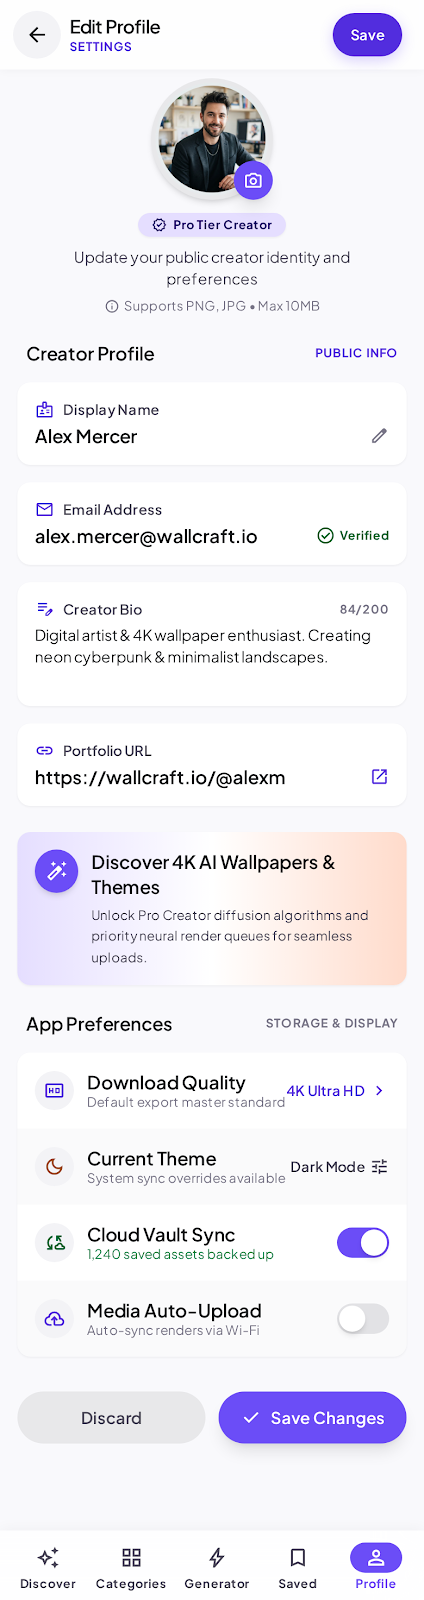 Edit Profile
SETTINGS
Save
Pro Tier Creator
Update your public creator identity and
preferences
Supports PNG, JPG • Max 10MB
Creator Profile
PUBLIC INFO
Display Name
Alex Mercer
Email Address
alex.mercer@wallcraft.io
Verified
Creator Bio
84/200
Digital artist & 4K wallpaper enthusiast. Creating
neon cyberpunk & minimalist landscapes.
Portfolio URL
https://wallcraft.io/@alexm
Discover 4K AI Wallpapers &
Themes
Unlock Pro Creator diffusion algorithms and
priority neural render queues for seamless
uploads.
App Preferences
STORAGE & DISPLAY
HD
Download Quality
Default export master standard
4K Ultra HD
Current Theme
System sync overrides available
Dark Mode
Cloud Vault Sync
1,240 saved assets backed up
Media Auto-Upload
Auto-sync renders via Wi-Fi
Discard
Save Changes
Discover
Categories
Generator
Saved
Profile